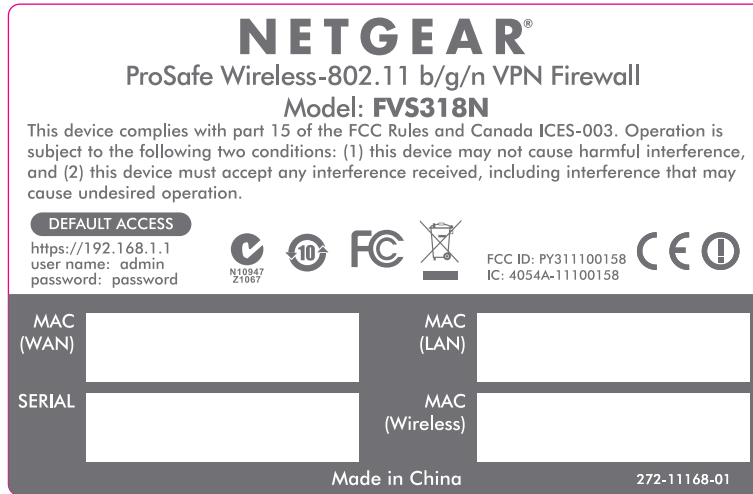 NETGEAR®
ProSafe Wireless-802.11 b/g/n VPN Firewall
Model: FVS318N
This device complies with part 15 of the FCC Rules and Canada ICES-003. Operation is
subject to the following two conditions: (1) this device may not cause harmful interference,
and (2) this device must accept any interference received, including interference that may
cause undesired operation.
DEFAULT ACCESS
https://192.168.1.1
user name: admin
password: password
N10947
Z1067
10
FC
FCC ID: PY311100158
IC: 4054A-11100158
CE
MAC
(WAN)
MAC
(LAN)
SERIAL
MAC
(Wireless)
Made in China
272-11168-01